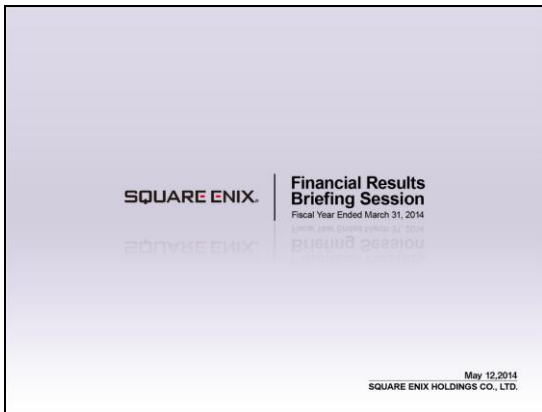 SQUARE ENIX.
Financial Results
Briefing Session
Fiscal Year Ended March 31, 2014
May 12,2014
SQUARE ENIX HOLDINGS CO., LTD.